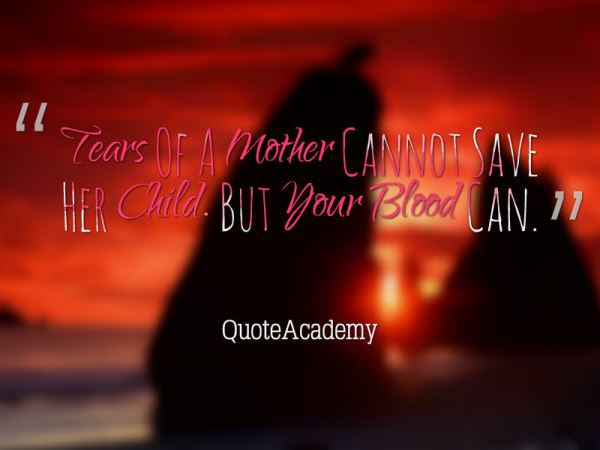 “ Tears Of A Mother Cannot Save
Her Child. But Your Blood Can. ”
QuoteAcademy